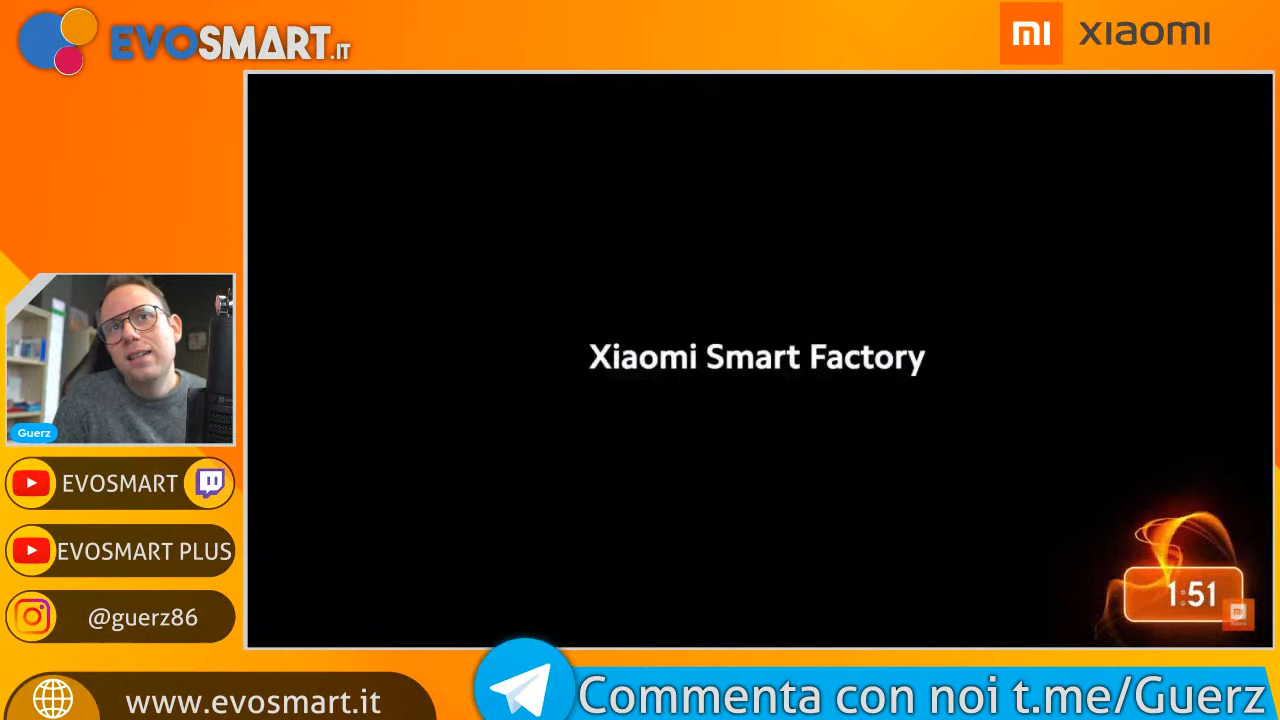 EVOSMART.IT
mi xiaomi
Xiaomi Smart Factory
Guerz
EVOSMART
EVOSMART PLUS
@guerz86
1:51
www.evosmart.it
Commenta con noi t.me/Guerz